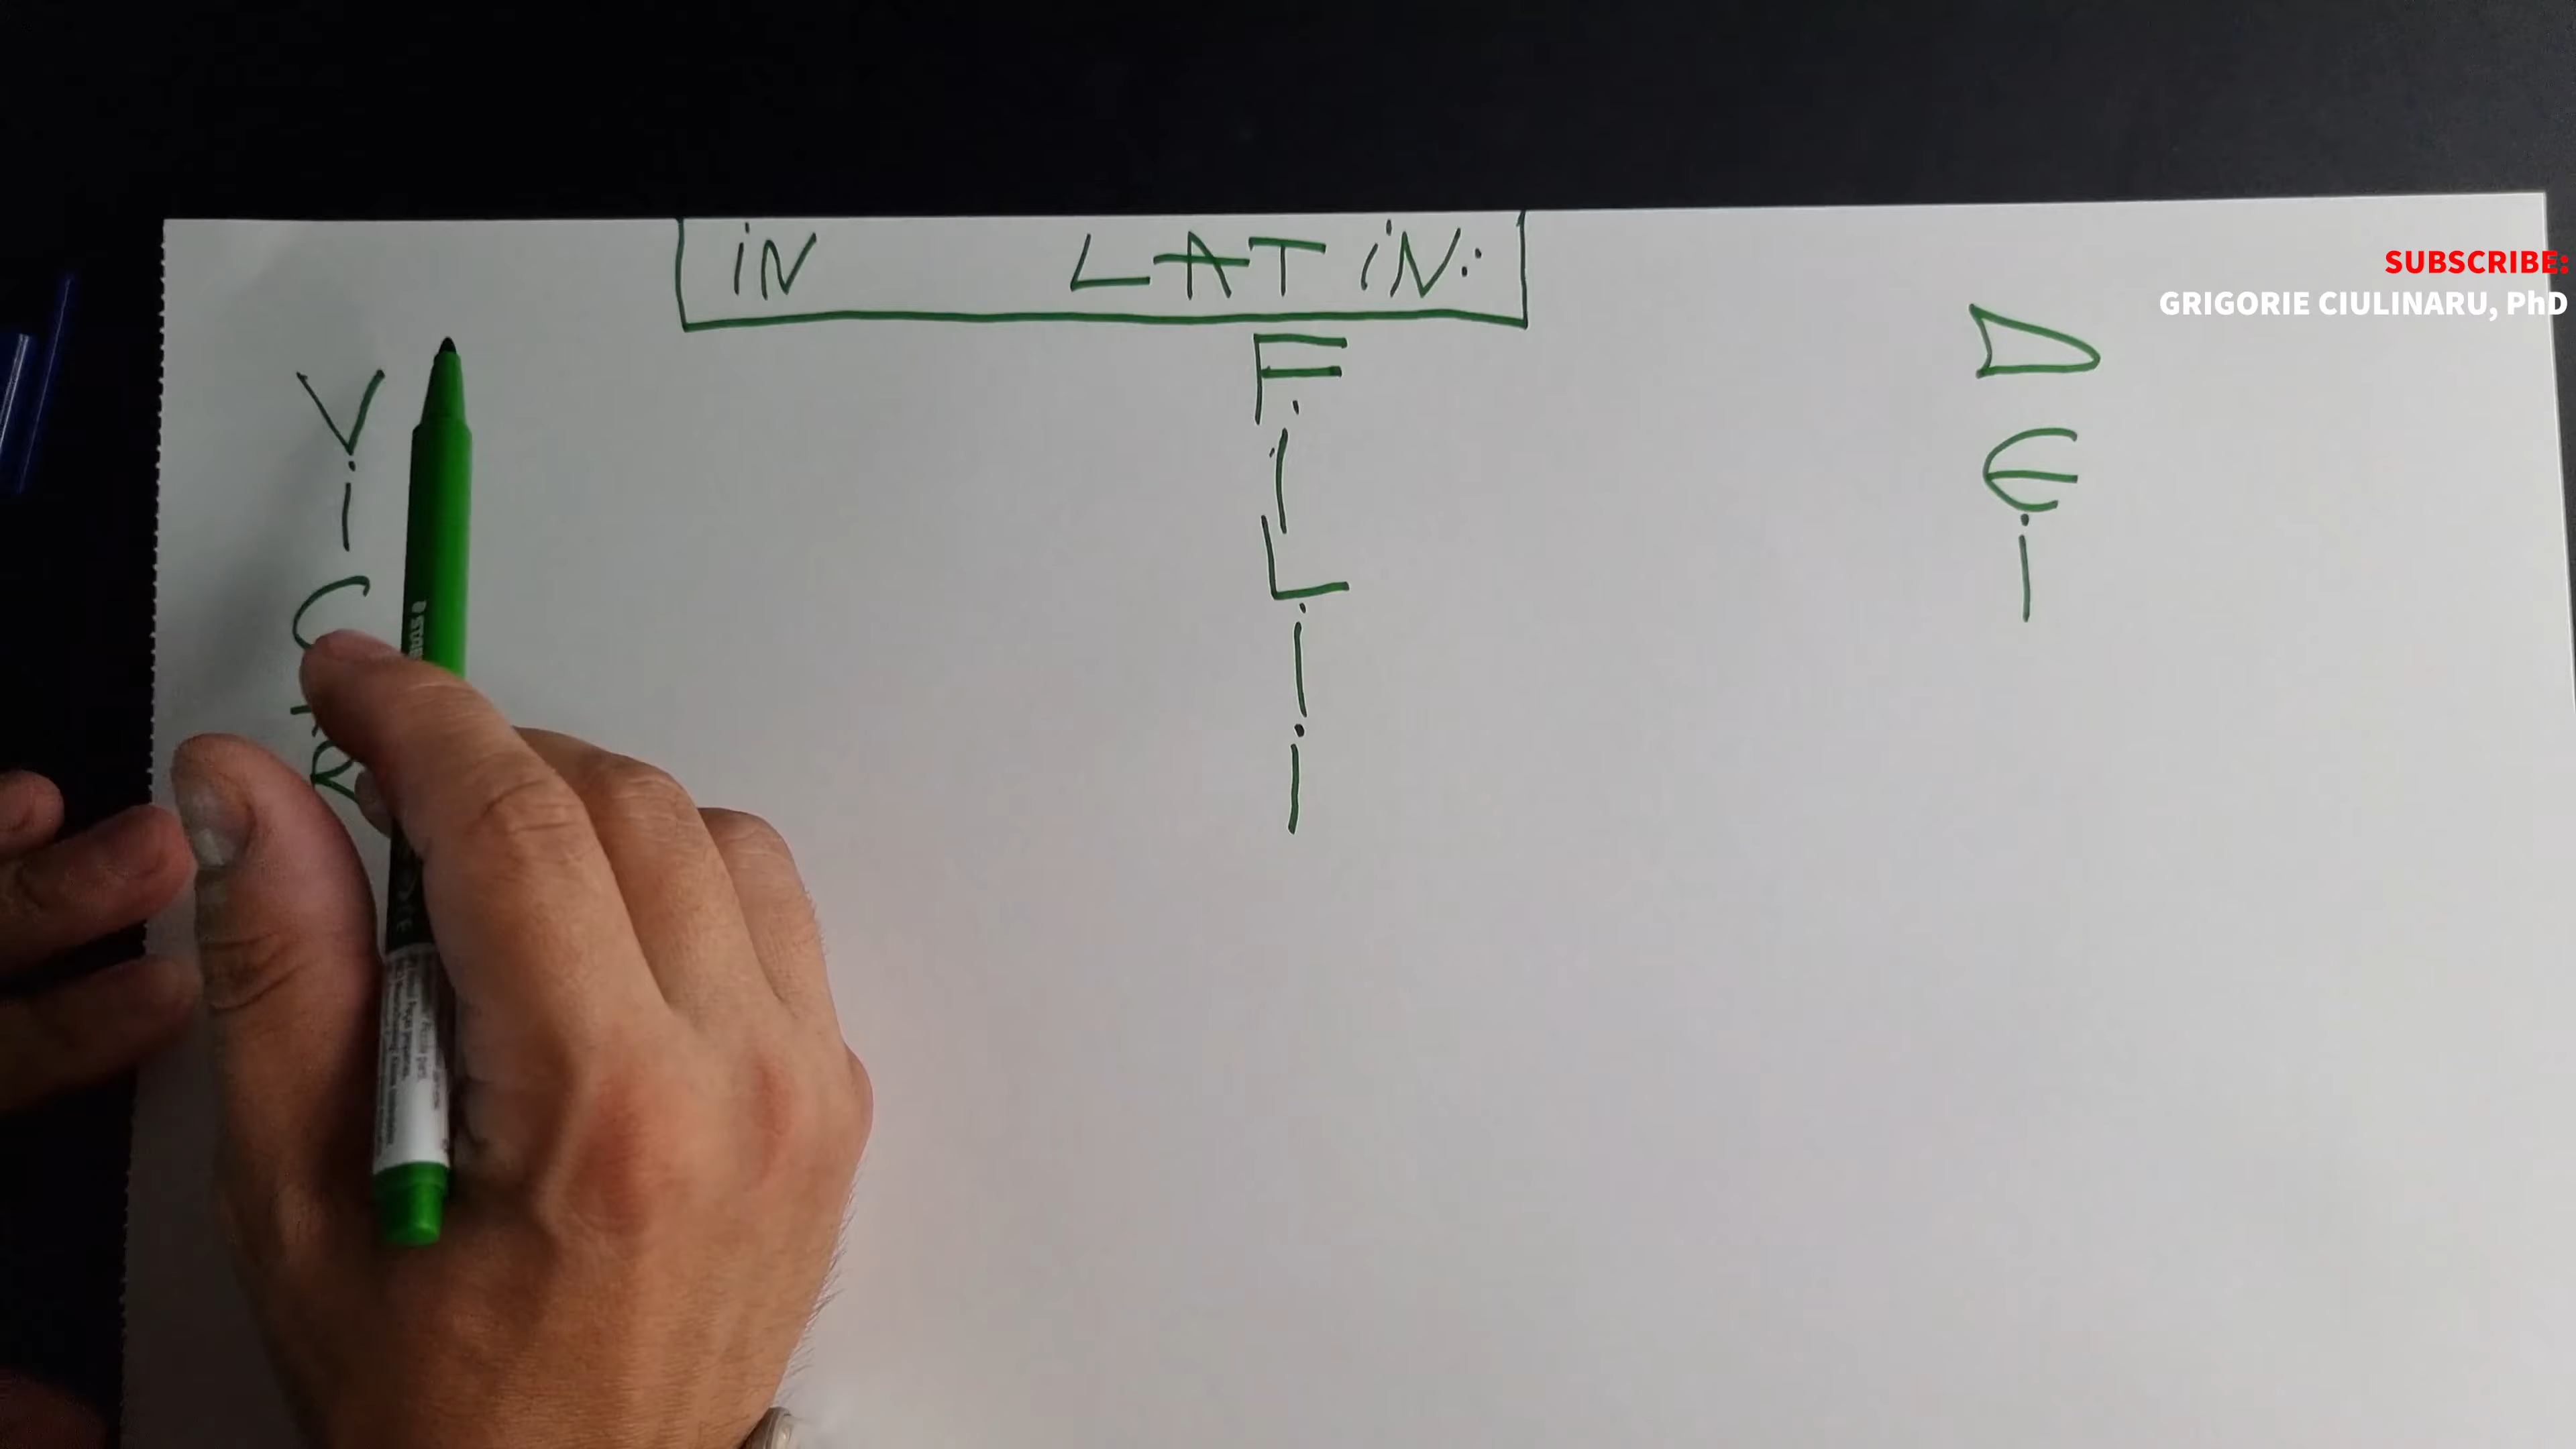 iN LATiN:
SUBSCRIBE:
GRIGORIE CIULINARU, PhD
FiLii
DEi